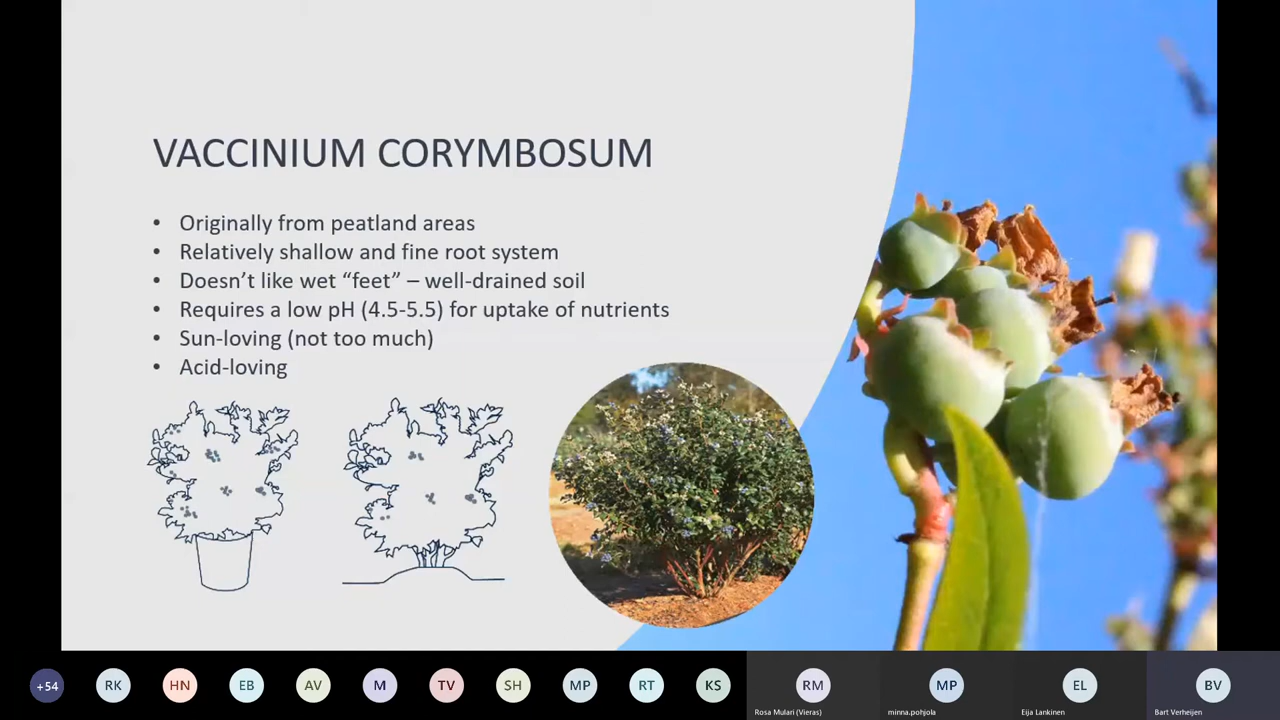 VACCINIUM CORYMBOSUM
• Originally from peatland areas
• Relatively shallow and fine root system
• Doesn’t like wet “feet” – well-drained soil
• Requires a low pH (4.5-5.5) for uptake of nutrients
• Sun-loving (not too much)
• Acid-loving
+54 RK HN EB AV M TV SH MP RT KS RM MP EL BV
Rosa Mulari (Vieras) minna.pohjola Eija Lankinen Bart Verheijen